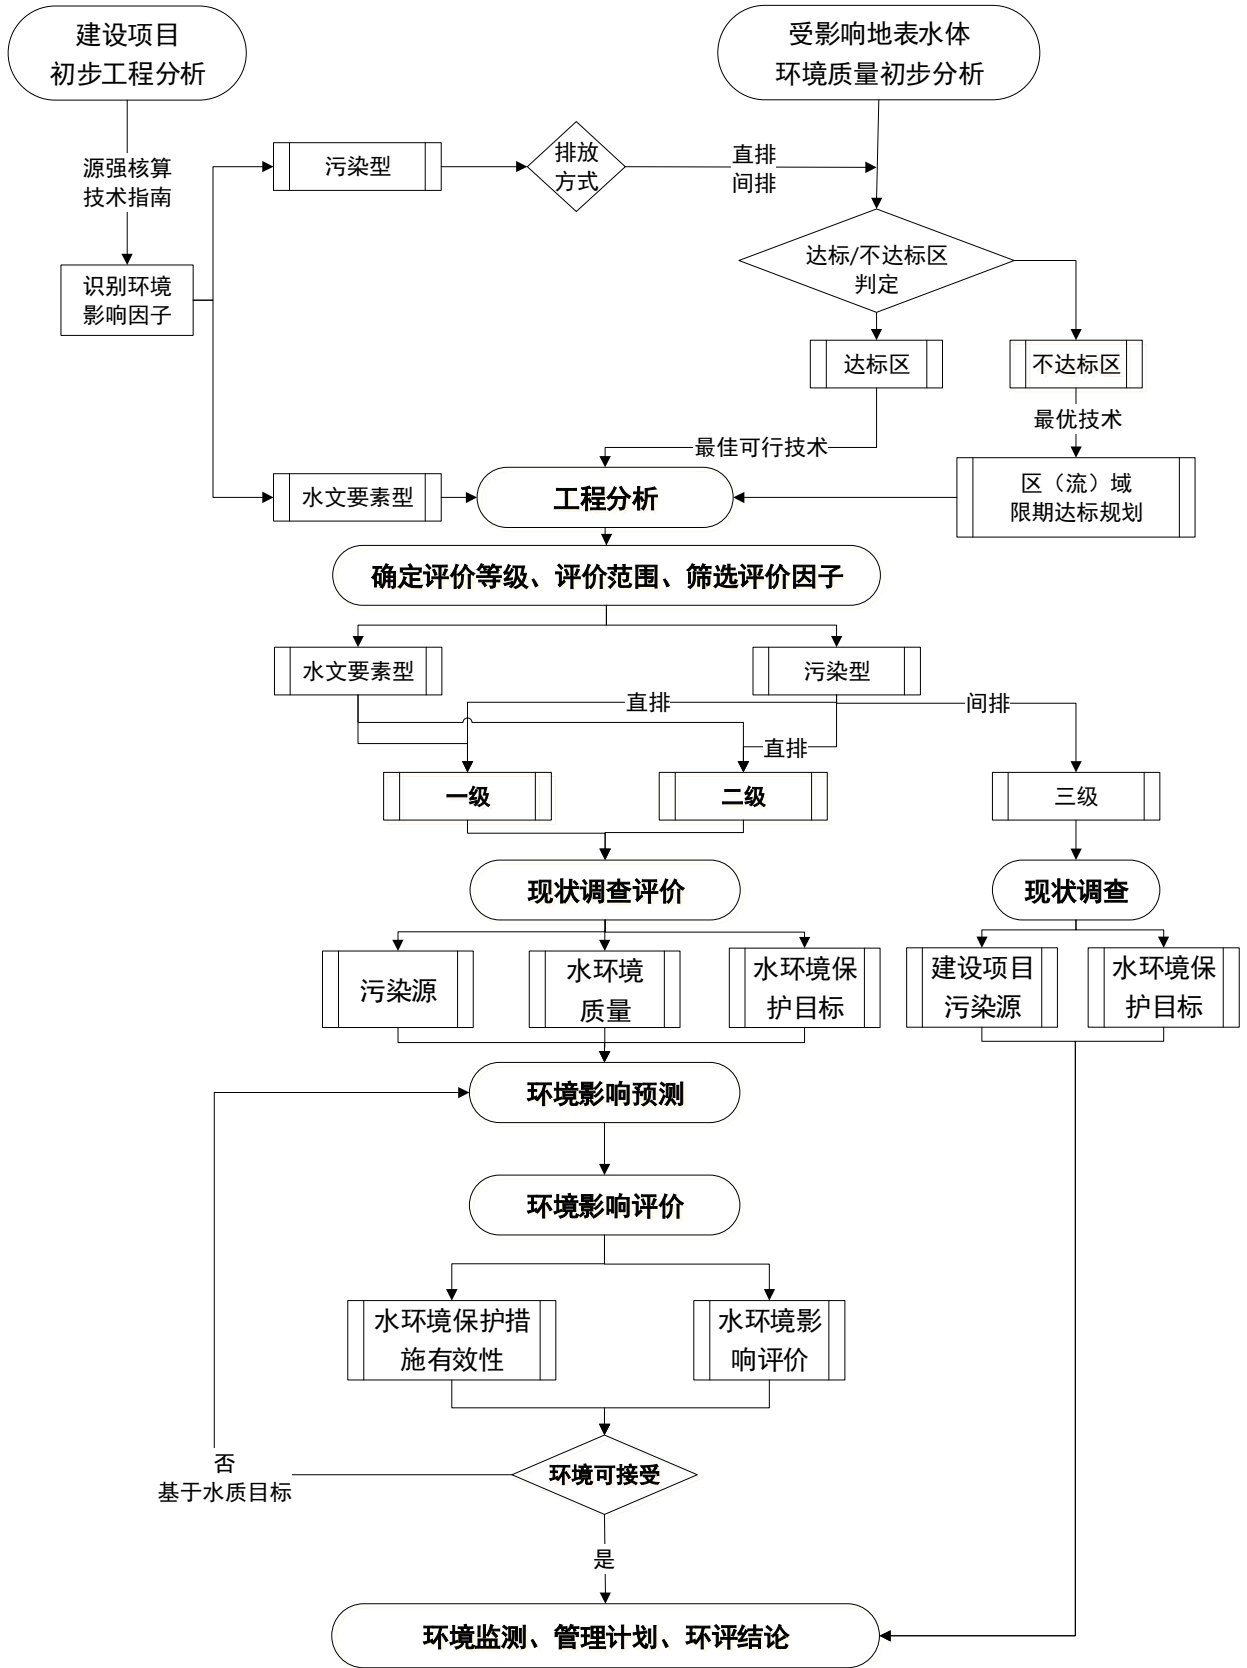 建设项目
初步工程分析
受影响地表水体
环境质量初步分析
源强核算
技术指南
污染型
排放
方式
直排
间排
识别环境
影响因子
达标/不达标区
判定
达标区
不达标区
最佳可行技术
最优技术
水文要素型
工程分析
区（流）域
限期达标规划
确定评价等级、评价范围、筛选评价因子
水文要素型
污染型
直排
间排
直排
一级
二级
三级
现状调查评价
现状调查
污染源
水环境
质量
水环境保
护目标
建设项目
污染源
水环境保
护目标
环境影响预测
环境影响评价
水环境保护措
施有效性
水环境影
响评价
环境可接受
否
基于水质目标
是
环境监测、管理计划、环评结论